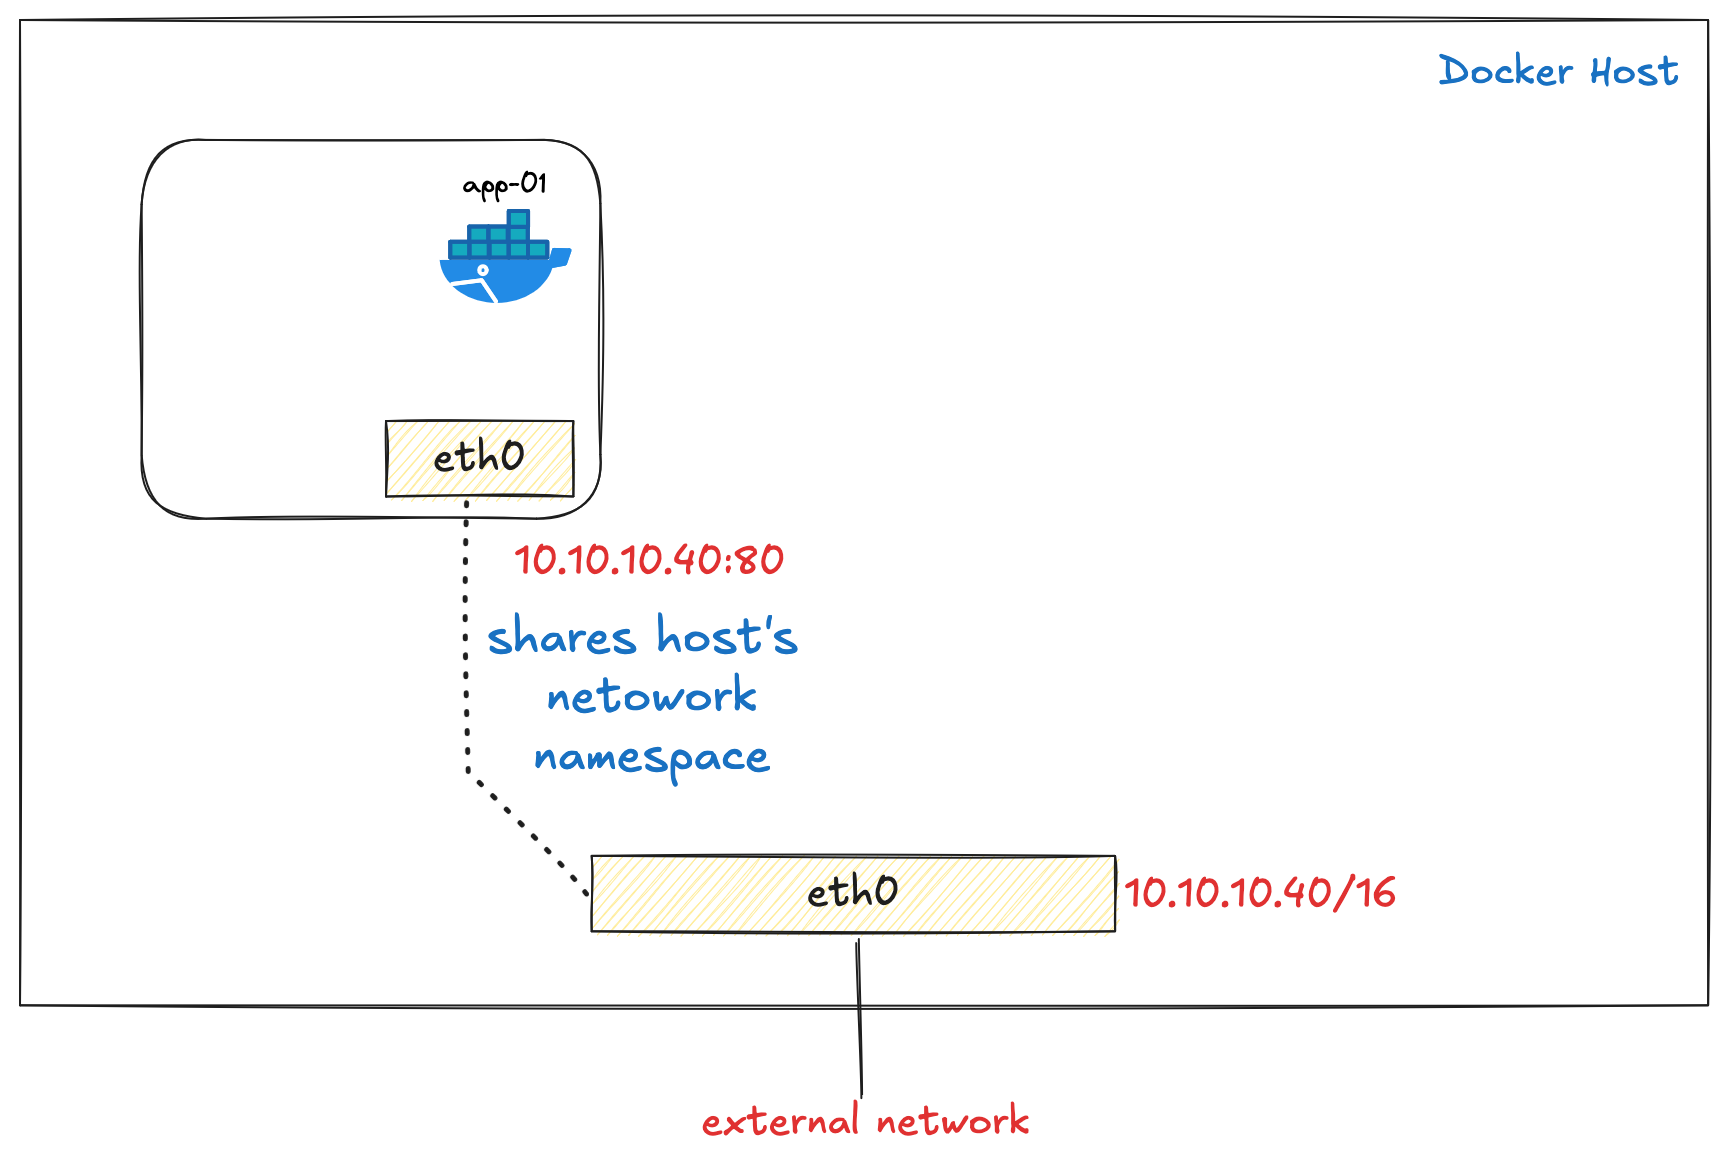 Docker Host
app-01
eth0
10.10.10.40:80
shares host's
netowork
namespace
eth0
10.10.10.40/16
external network